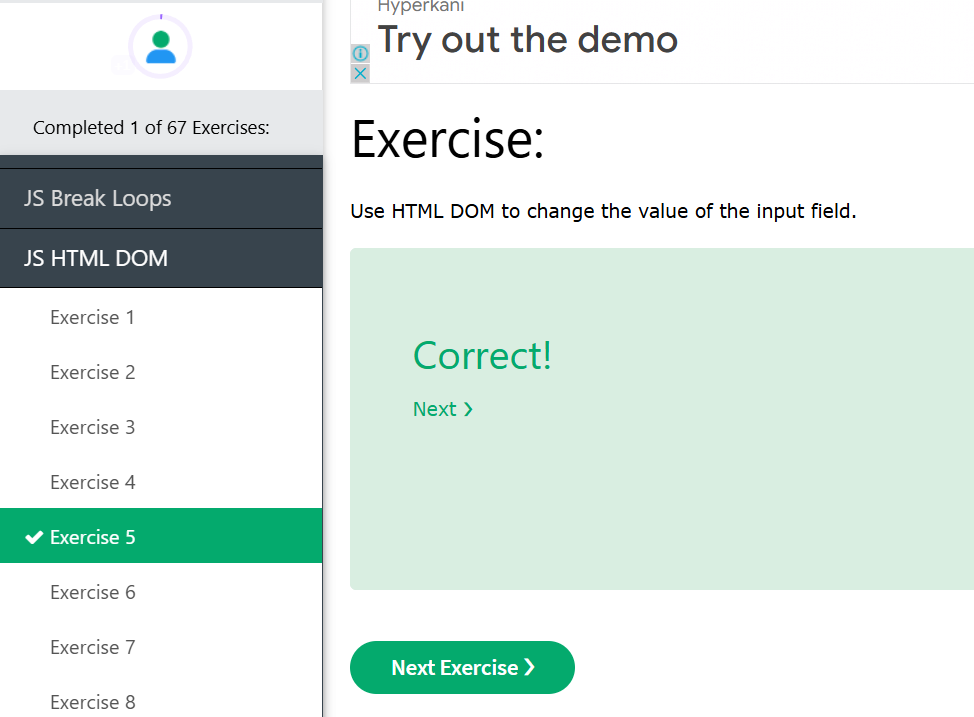 Completed 1 of 67 Exercises:
JS Break Loops
JS HTML DOM
Exercise 1
Exercise 2
Exercise 3
Exercise 4
Exercise 5
Exercise 6
Exercise 7
Exercise 8
Hyperkani
Try out the demo
Exercise:
Use HTML DOM to change the value of the input field.
Correct!
Next ❯
Next Exercise ❯